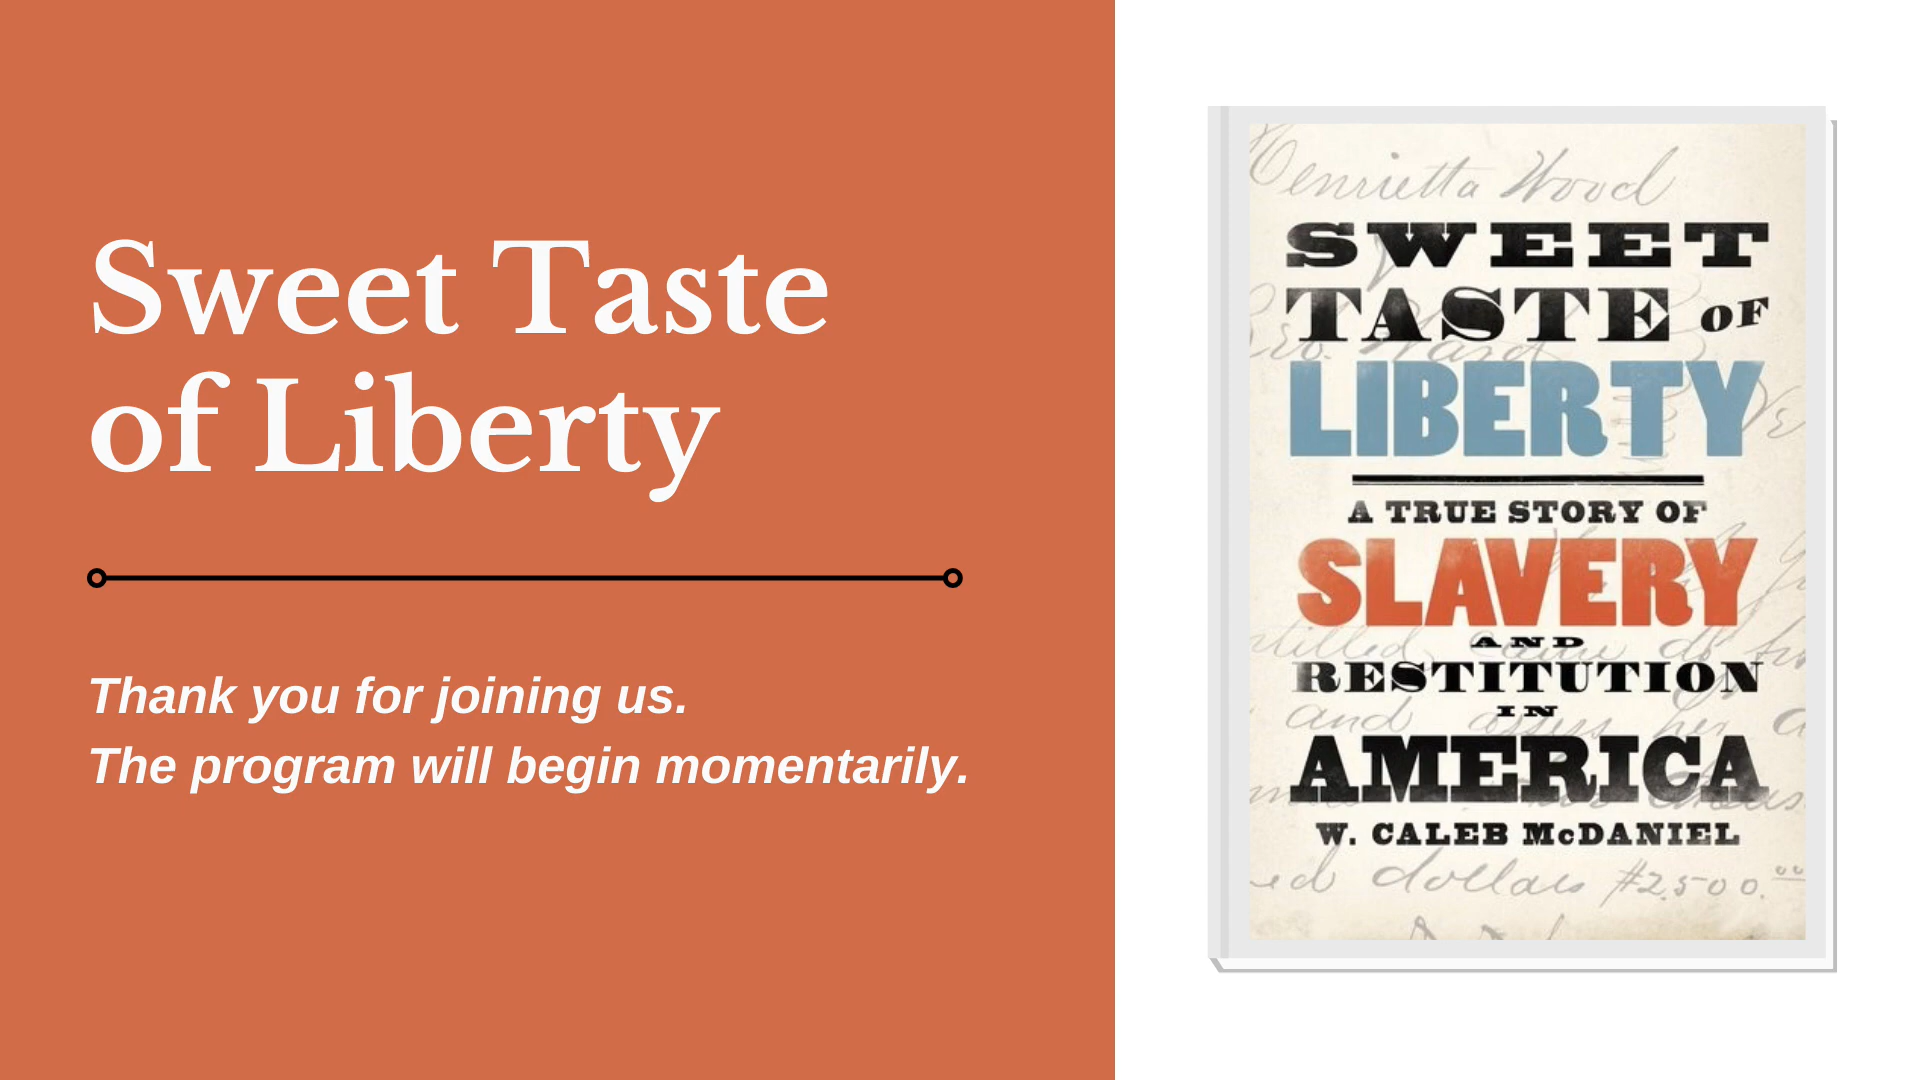 Sweet Taste
of Liberty
Thank you for joining us.
The program will begin momentarily.
Henrietta Wood
SWEET
TASTE OF
LIBERTY
A TRUE STORY OF
SLAVERY
AND
RESTITUTION
IN
AMERICA
W. CALEB McDANIEL
dollars $2,500.00